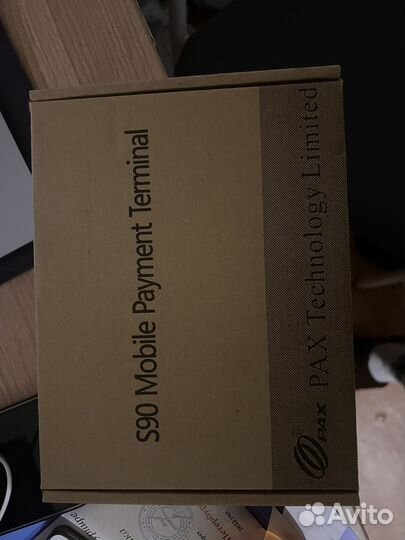 S90 Mobile Payment Terminal
PAX PAX Technology Limited
Avito